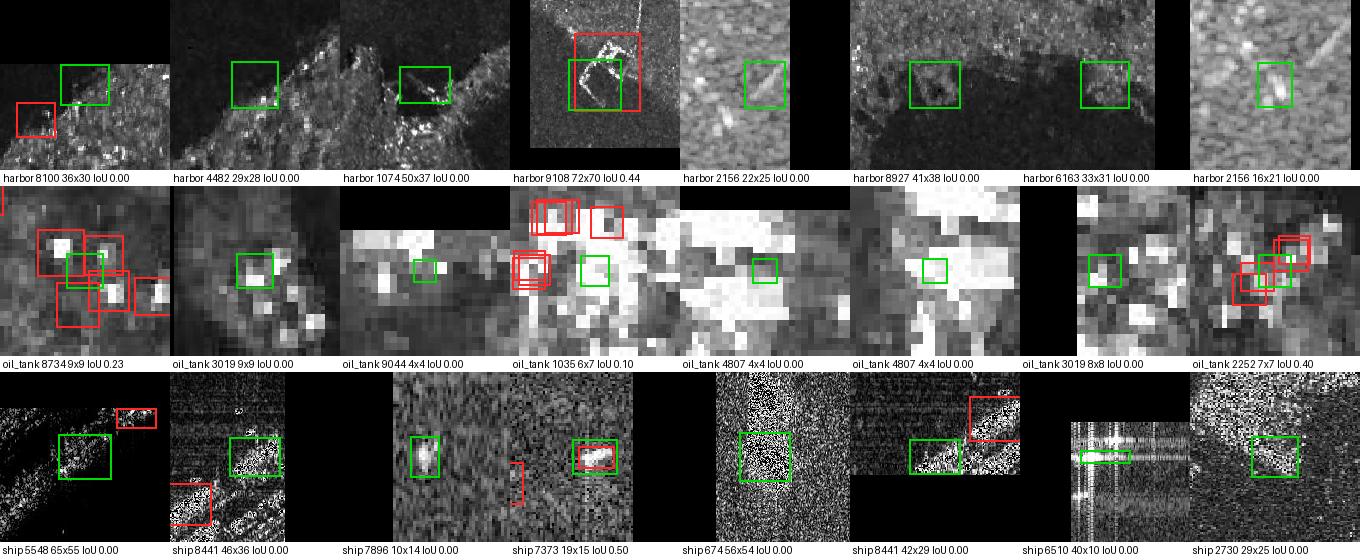 harbor 8100 36x30 IoU 0.00
harbor 4482 29x28 IoU 0.00
harbor 1074 50x37 IoU 0.00
harbor 9108 72x70 IoU 0.44
harbor 2156 22x25 IoU 0.00
harbor 8927 41x38 IoU 0.00
harbor 6163 33x31 IoU 0.00
harbor 2156 16x21 IoU 0.00
oil_tank 8734 9x9 IoU 0.23
oil_tank 3019 9x9 IoU 0.00
oil_tank 9044 4x4 IoU 0.00
oil_tank 1035 6x7 IoU 0.10
oil_tank 4807 4x4 IoU 0.00
oil_tank 4807 4x4 IoU 0.00
oil_tank 3019 8x8 IoU 0.00
oil_tank 2252 7x7 IoU 0.40
ship 5548 65x55 IoU 0.00
ship 8441 46x36 IoU 0.00
ship 7896 10x14 IoU 0.00
ship 7373 19x15 IoU 0.50
ship 674 56x54 IoU 0.00
ship 8441 42x29 IoU 0.00
ship 6510 40x10 IoU 0.00
ship 2730 29x25 IoU 0.00